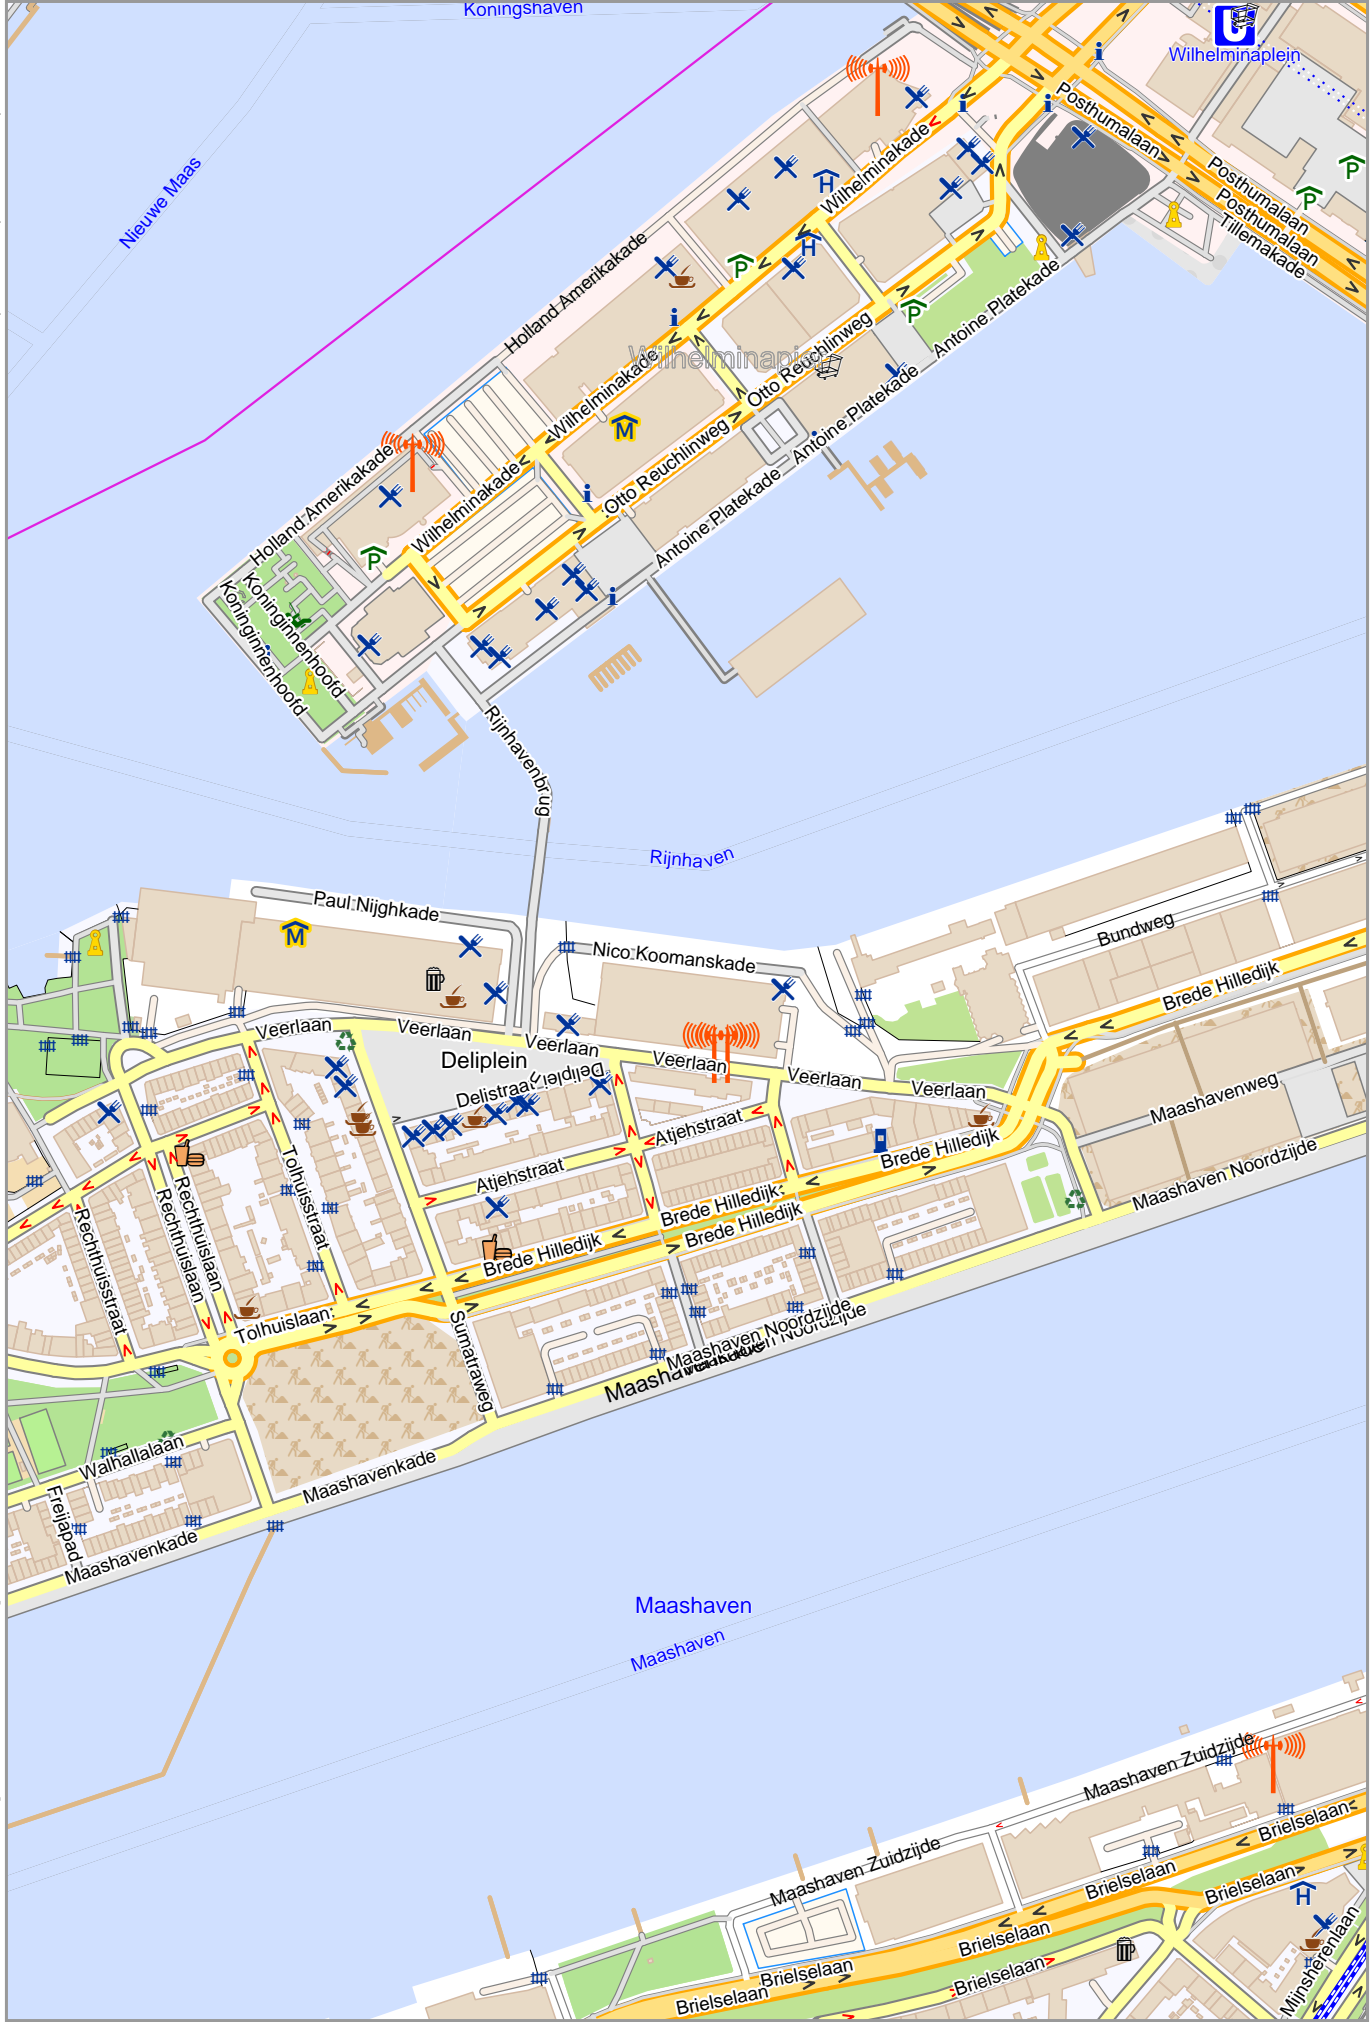 Koningshaven
Wilhelminaplein
Nieuwe Maas
Posthumalaan
Wilhelminakade
Posthumalaan
Posthumalaan
Tillemakade
Holland Amerikakade
Antoine Platekade
Wilhelminaplein
Otto Reuchlinweg
Wilhelminakade
Antoine Platekade
Otto Reuchlinweg
Holland Amerikakade
Wilhelminakade
Antoine Platekade
Koninginnenhoofd
Koninginnenhoofd
Rijnhavenbrug
Rijnhaven
Paul Nijghkade
Nico Koomanskade
Bundweg
Brede Hilledijk
Veerlaan
Veerlaan
Veerlaan
Veerlaan
Veerlaan
Veerlaan
Deliplein
Deliplein
Delistraat
Maashavenweg
Atjehstraat
Brede Hilledijk
Maashaven Noordzijde
Atjehstraat
Tolhuisstraat
Rechthuislaan
Rechthuislaan
Rechthuisstraat
Brede Hilledijk
Brede Hilledijk
Brede Hilledijk
Tolhuislaan
Sumatraweg
Maashaven Noordzijde
Maashaven Noordzijde
Walhallalaan
Maashavenkade
Freijapad
Maashavenkade
Maashaven
Maashaven
Maashaven Zuidzijde
Maashaven Zuidzijde
Brielselaan
Brielselaan
Brielselaan
Brielselaan
Brielselaan
Brielselaan
Brielselaan
Mijnsherenlaan